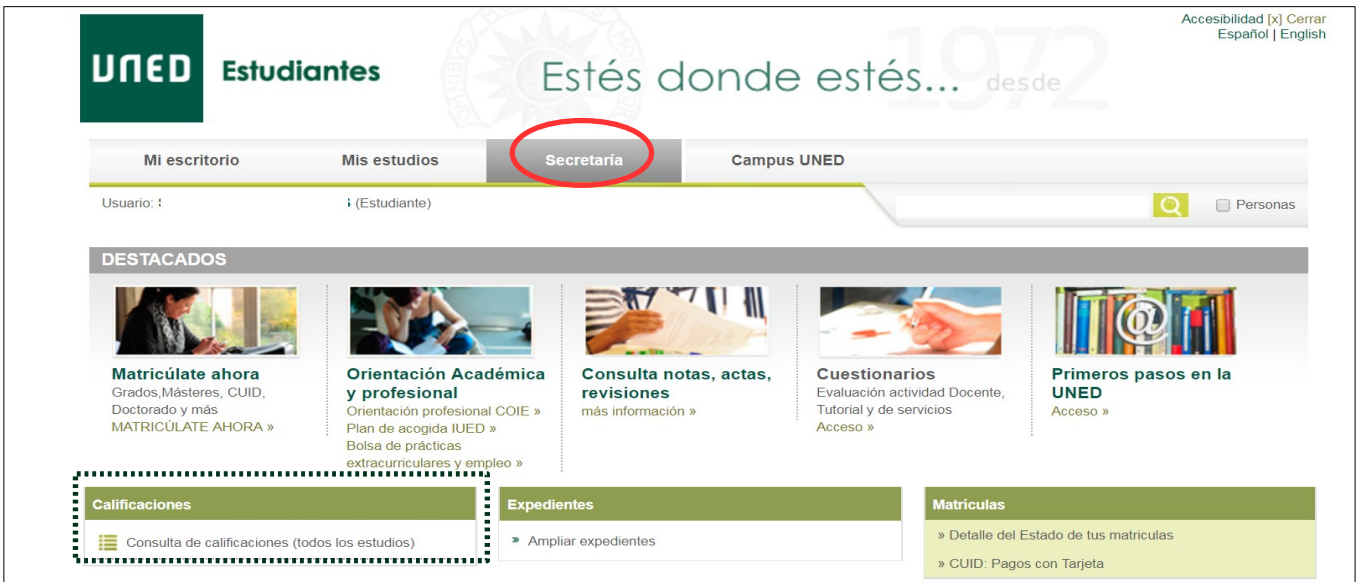 Accesibilidad [x] Cerrar
Español | English
UNED Estudiantes
Estés donde estés... desde 1972
Mi escritorio Mis estudios Secretaría Campus UNED
Usuario: (Estudiante)
Personas
DESTACADOS
Matricúlate ahora
Grados,Másteres, CUID,
Doctorado y más
MATRICÚLATE AHORA »
Orientación Académica
y profesional
Orientación profesional COIE »
Plan de acogida IUED »
Bolsa de prácticas
extracurriculares y empleo »
Consulta notas, actas,
revisiones
más información »
Cuestionarios
Evaluación actividad Docente,
Tutorial y de servicios
Acceso »
Primeros pasos en la
UNED
Acceso »
Calificaciones
Consulta de calificaciones (todos los estudios)
Expedientes
» Ampliar expedientes
Matrículas
» Detalle del Estado de tus matriculas
» CUID: Pagos con Tarjeta